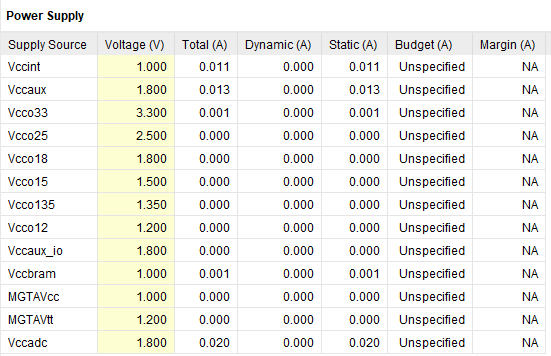 Power Supply
Supply Source Voltage (V) Total (A) Dynamic (A) Static (A) Budget (A) Margin (A)
Vccint 1.000 0.011 0.000 0.011 Unspecified NA
Vccaux 1.800 0.013 0.000 0.013 Unspecified NA
Vcco33 3.300 0.001 0.000 0.001 Unspecified NA
Vcco25 2.500 0.000 0.000 0.000 Unspecified NA
Vcco18 1.800 0.000 0.000 0.000 Unspecified NA
Vcco15 1.500 0.000 0.000 0.000 Unspecified NA
Vcco135 1.350 0.000 0.000 0.000 Unspecified NA
Vcco12 1.200 0.000 0.000 0.000 Unspecified NA
Vccaux_io 1.800 0.000 0.000 0.000 Unspecified NA
Vccbram 1.000 0.001 0.000 0.001 Unspecified NA
MGTAVcc 1.000 0.000 0.000 0.000 Unspecified NA
MGTAVtt 1.200 0.000 0.000 0.000 Unspecified NA
Vccadc 1.800 0.020 0.000 0.020 Unspecified NA